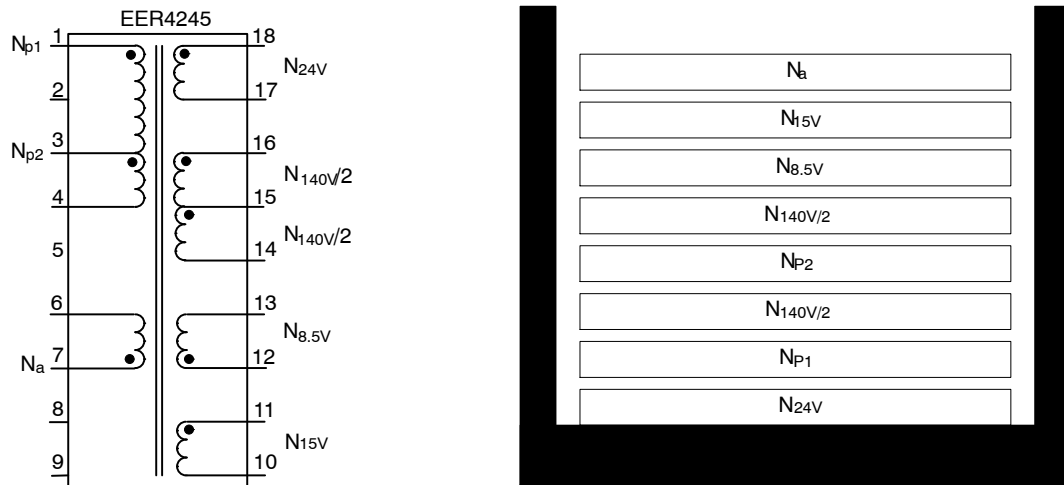 EER4245
Np1 1 18
N24V
2 17
Np2 3 16
N140V/2
4 15
N140V/2
5 14
6 13
N8.5V
Na 7 12
8 11
N15V
9 10
Na
N15V
N8.5V
N140V/2
NP2
N140V/2
NP1
N24V